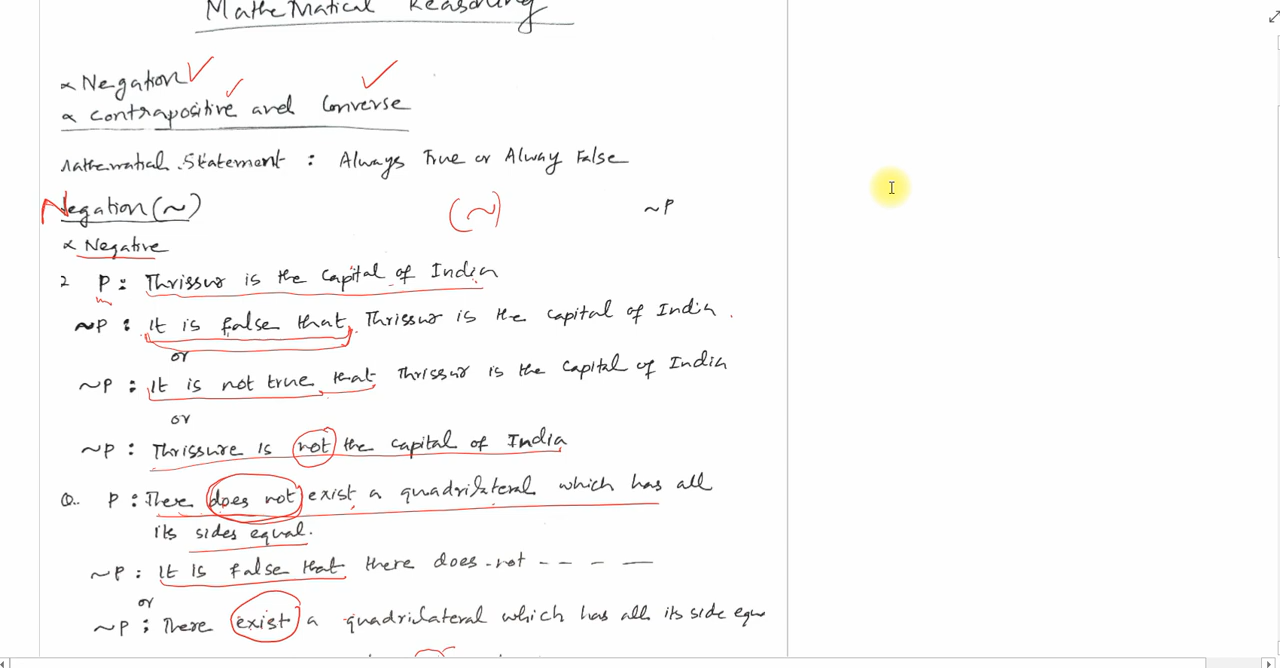 Mathematical Reasoning
∝ Negation
∝ Contrapositive and Converse
Mathematial Statement : Always True or Alway False
Negation (~) (~) ~P
∝ Negative
2 P : Thrissur is the Capital of India
~P : It is false that Thrissur is the capital of India.
or
~P : It is not true that Thrissur is the Capital of India
or
~P : Thrissure is not the capital of India
Q.. P : There does not exist a quadrilateral which has all
its sides equal.
~P : It is false that there does not - - - —
or
~P : There exist a quadrilateral which has all its side equ